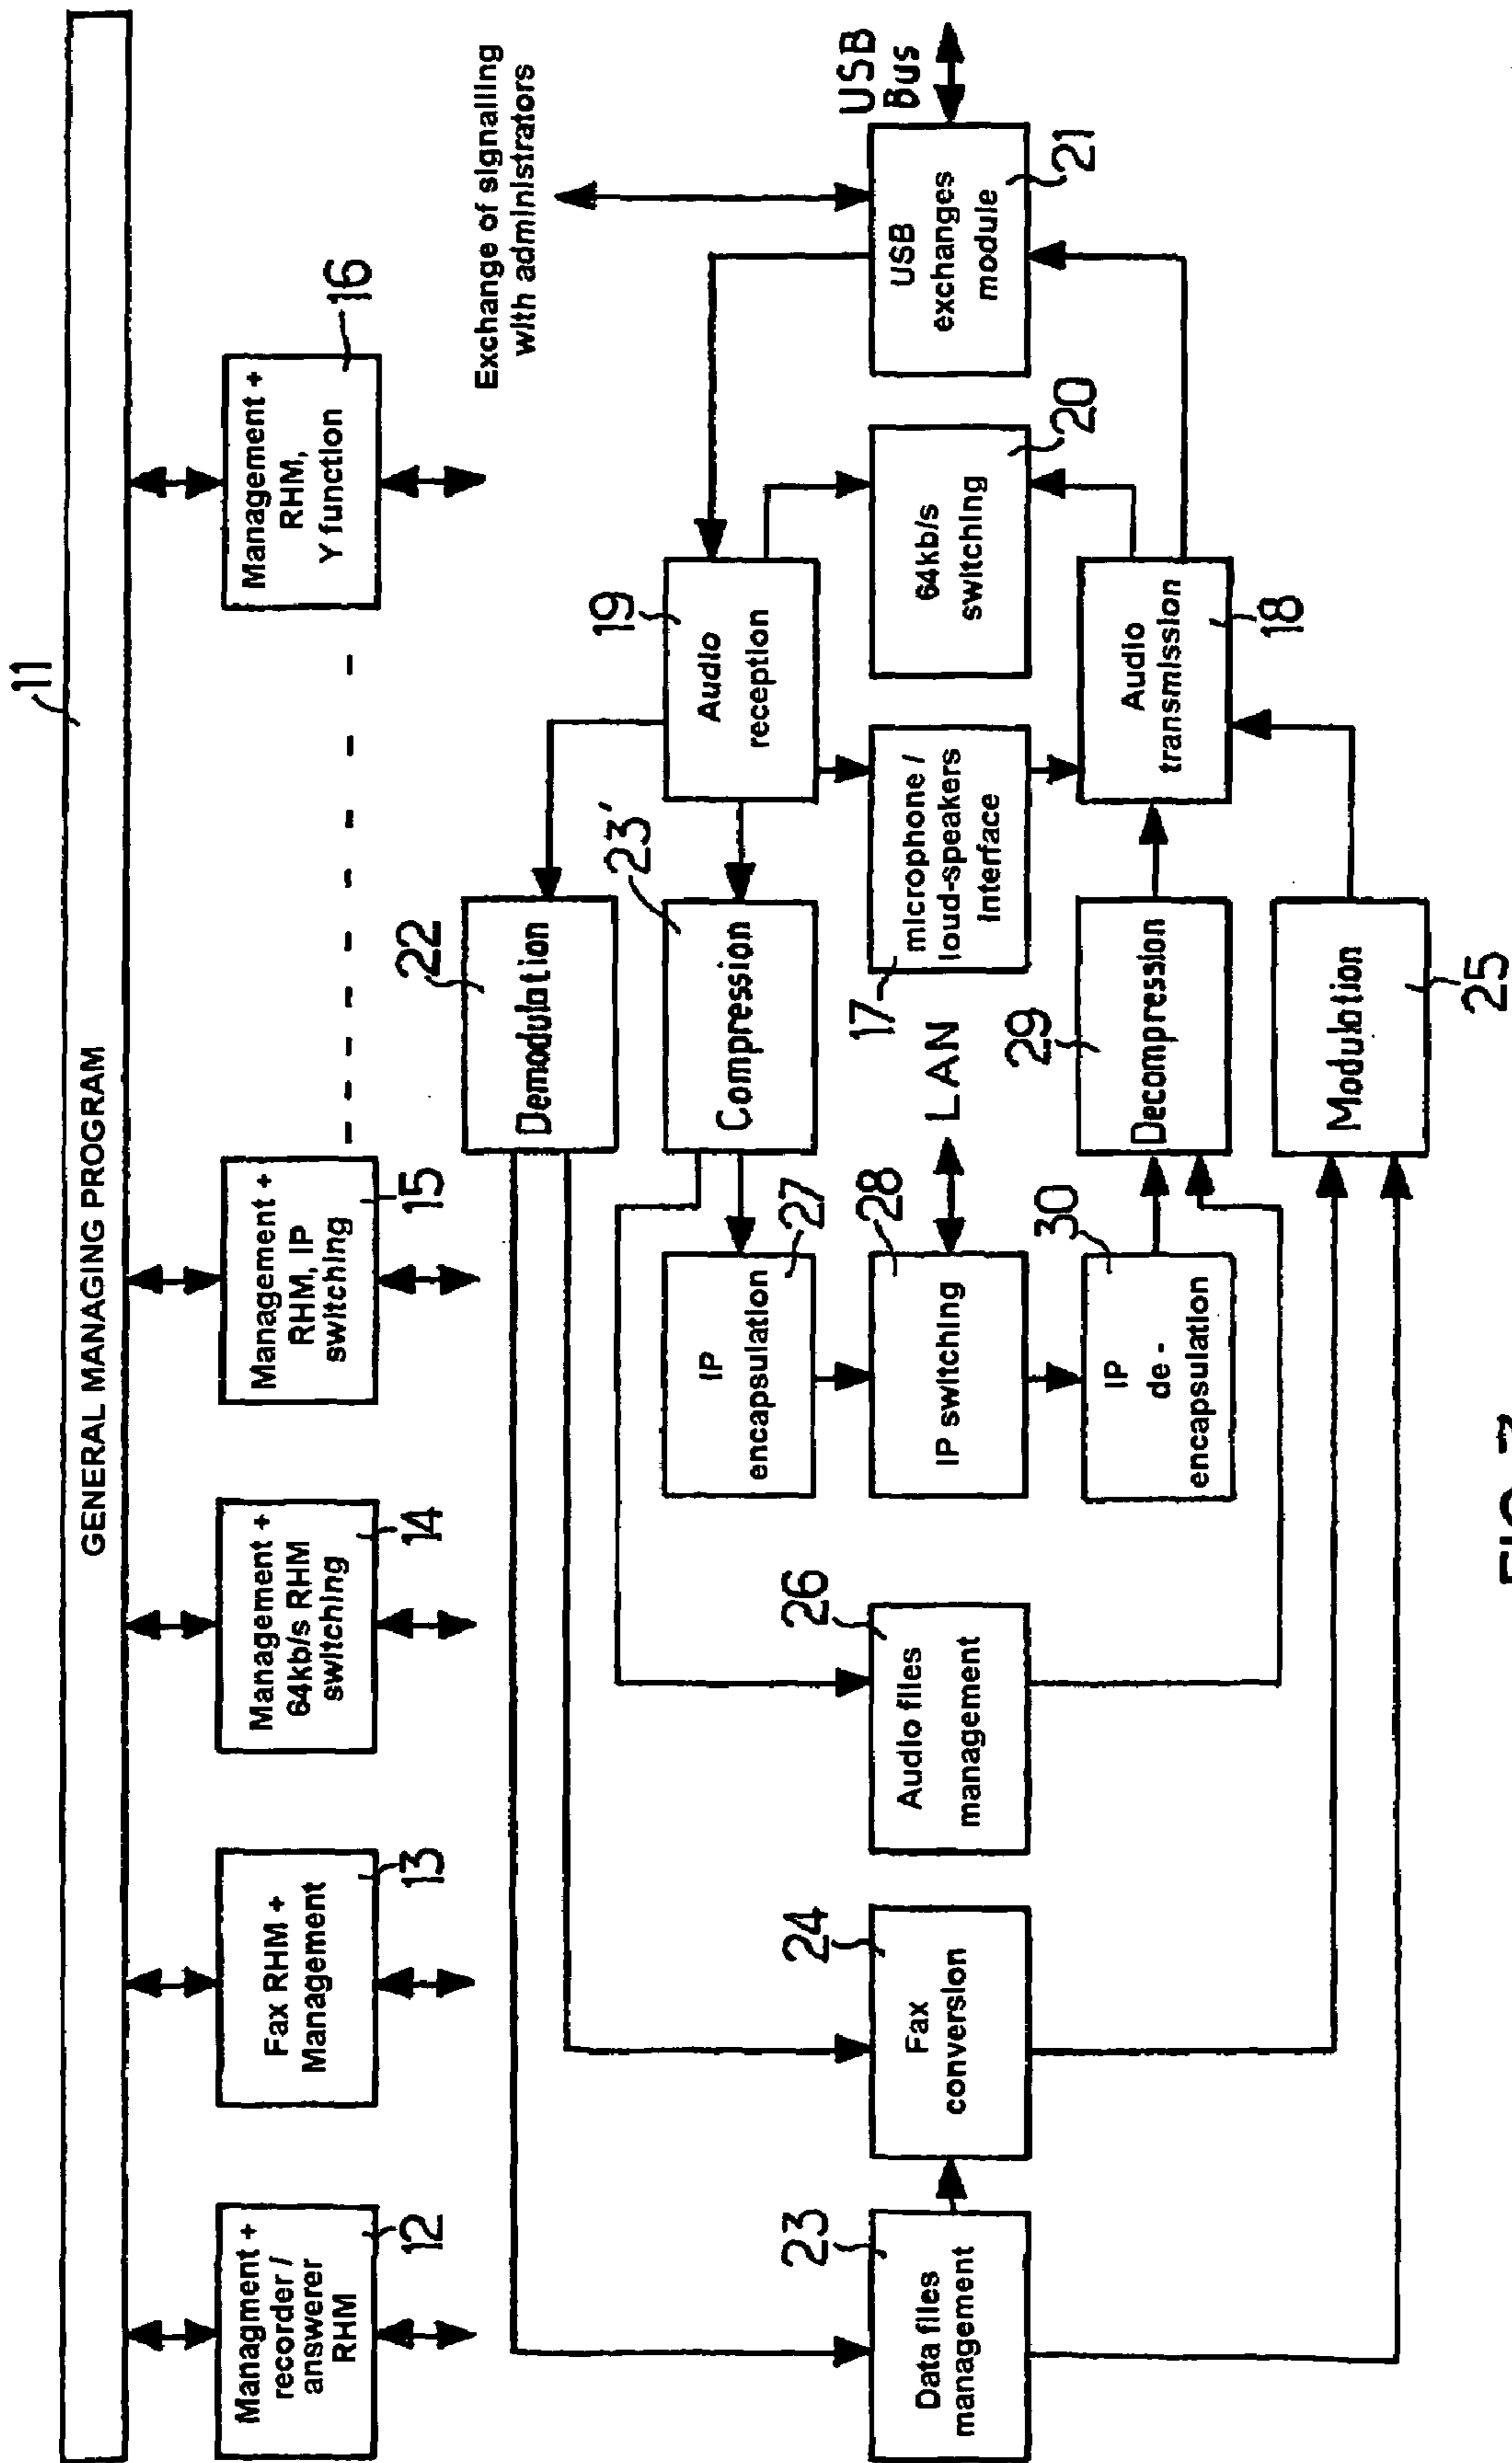 11
GENERAL MANAGING PROGRAM
Managment +
recorder /
answerer
RHM
12
Fax RHM +
Management
13
Management +
64kb/s RHM
switching
14
Management +
RHM, IP
switching
15
Management +
RHM,
Y function
16
Exchange of signalling
with administrators
Demodulation
22
Compression
23'
Audio
reception
19
IP
encapsulation
27
Data files
management
23
Fax
conversion
24
Audio files
management
26
IP switching
28
LAN
microphone /
loud-speakers
interface
17
64kb/s
switching
20
USB
exchanges
module
21
USB
Bus
IP
de -
encapsulation
30
Decompression
29
Audio
transmission
18
Modulation
25
FIG. 3